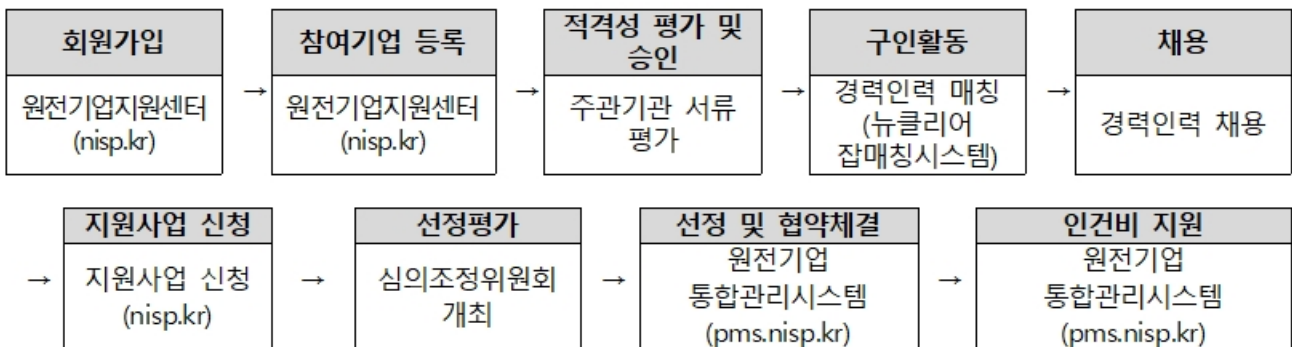 회원가입
원전기업지원센터
(nisp.kr)
→
참여기업 등록
원전기업지원센터
(nisp.kr)
→
적격성 평가 및
승인
주관기관 서류
평가
→
구인활동
경력인력 매칭
(뉴클리어
잡매칭시스템)
→
채용
경력인력 채용
→
지원사업 신청
지원사업 신청
(nisp.kr)
→
선정평가
심의조정위원회
개최
→
선정 및 협약체결
원전기업
통합관리시스템
(pms.nisp.kr)
→
인건비 지원
원전기업
통합관리시스템
(pms.nisp.kr)